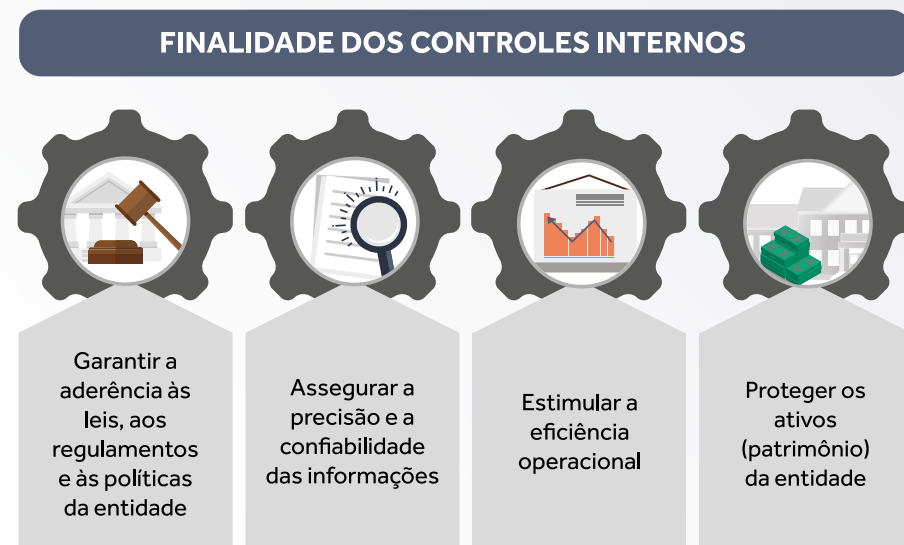 FINALIDADE DOS CONTROLES INTERNOS
Garantir a
aderência às
leis, aos
regulamentos
e às políticas
da entidade
Assegurar a
precisão e a
confiabilidade
das informações
Estimular a
eficiência
operacional
Proteger os
ativos
(patrimônio)
da entidade